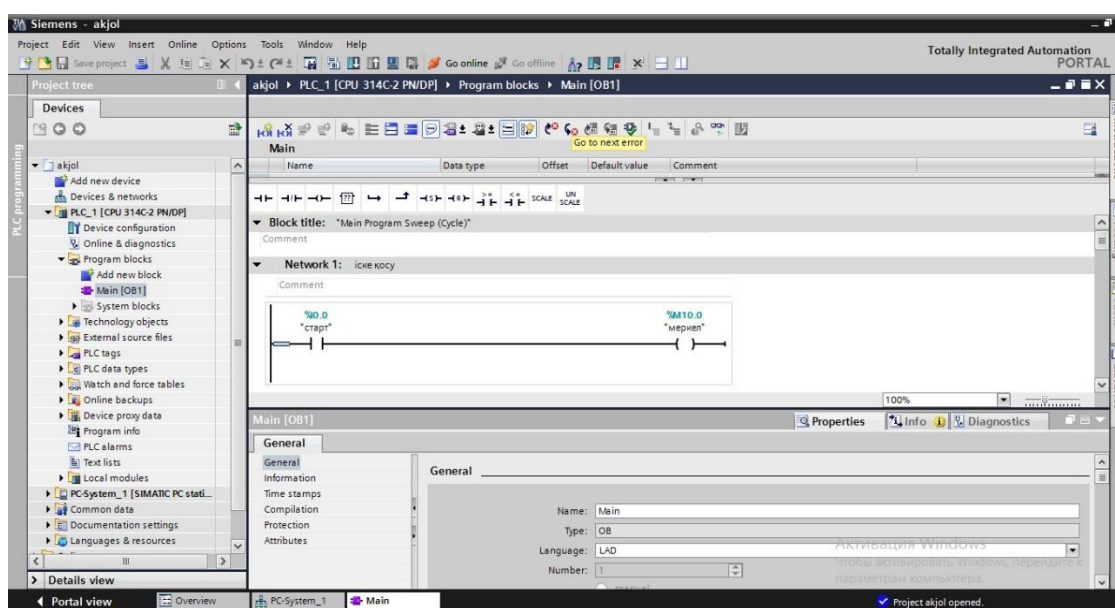 Siemens - akjol
Project Edit View Insert Online Options Tools Window Help
Totally Integrated Automation
PORTAL
Save project Go online Go offline
Project tree
akjol PLC_1 [CPU 314C-2 PN/DP] Program blocks Main [OB1]
Devices
Go to next error
Main
Name Data type Offset Default value Comment
PLC programming
akjol
Add new device
Devices & networks
PLC_1 [CPU 314C-2 PN/DP]
Device configuration
Online & diagnostics
Program blocks
Add new block
Main [OB1]
System blocks
Technology objects
External source files
PLC tags
PLC data types
Watch and force tables
Online backups
Device proxy data
Program info
PLC alarms
Text lists
Local modules
PC-System_1 [SIMATIC PC stati...
Common data
Documentation settings
Languages & resources
Details view
SCALE UN SCALE
Block title: "Main Program Sweep (Cycle)"
Comment
Network 1: іске қосу
Comment
%I0.0 %M10.0
"старт" "меркел"
100%
Main [OB1]
Properties Info Diagnostics
General
General
Information
Time stamps
Compilation
Protection
Attributes
General
Name: Main
Type: OB
Language: LAD
Number: 1
manual
Активация Windows
Чтобы активировать Windows, перейдите к
параметрам компьютера.
Portal view Overview PC-System_1 Main Project akjol opened.